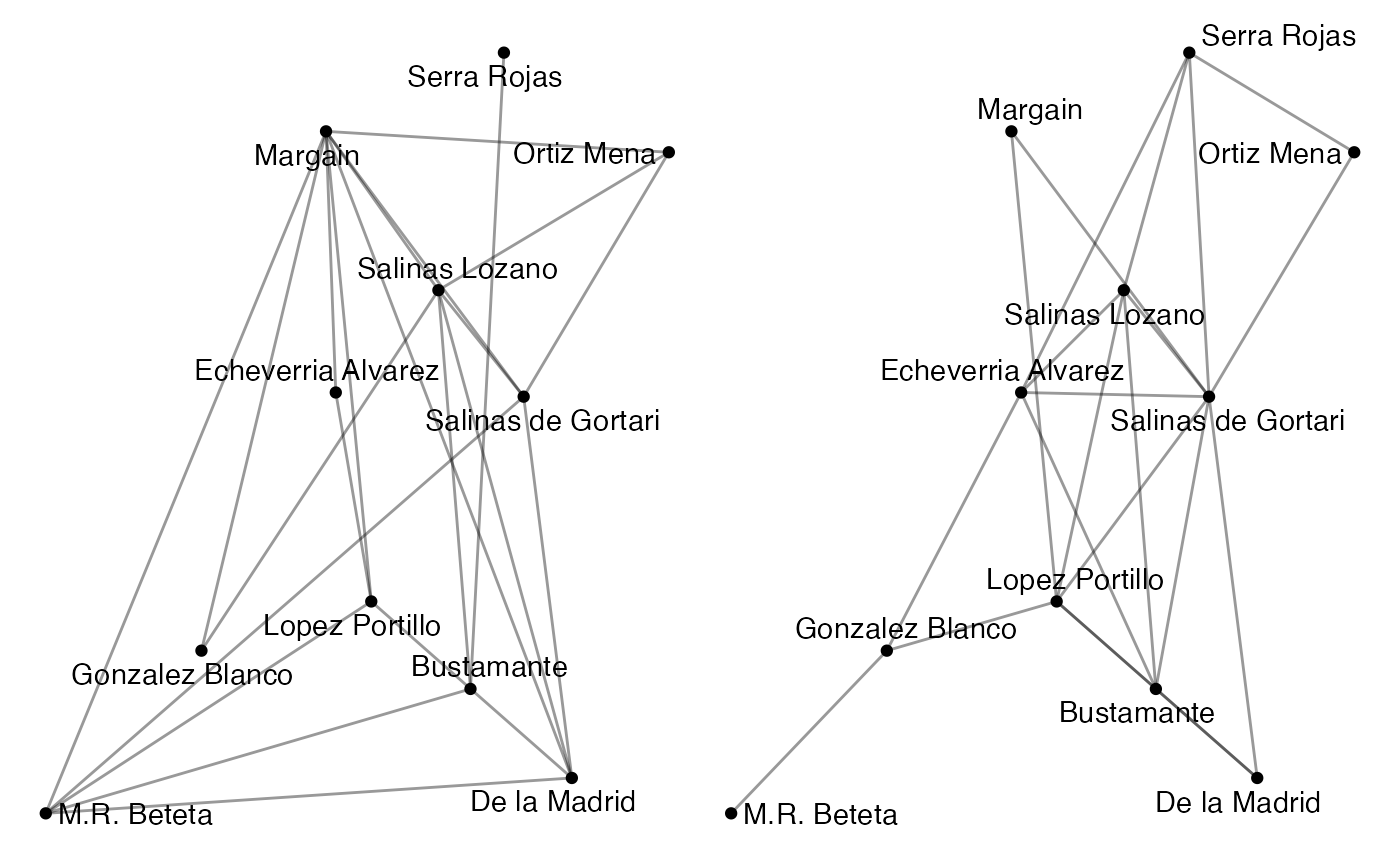 Serra Rojas
Margain
Ortiz Mena
Salinas Lozano
Echeverria Alvarez
Salinas de Gortari
Lopez Portillo
Gonzalez Blanco
Bustamante
De la Madrid
M.R. Beteta
Serra Rojas
Margain
Ortiz Mena
Salinas Lozano
Echeverria Alvarez
Salinas de Gortari
Lopez Portillo
Gonzalez Blanco
Bustamante
De la Madrid
M.R. Beteta